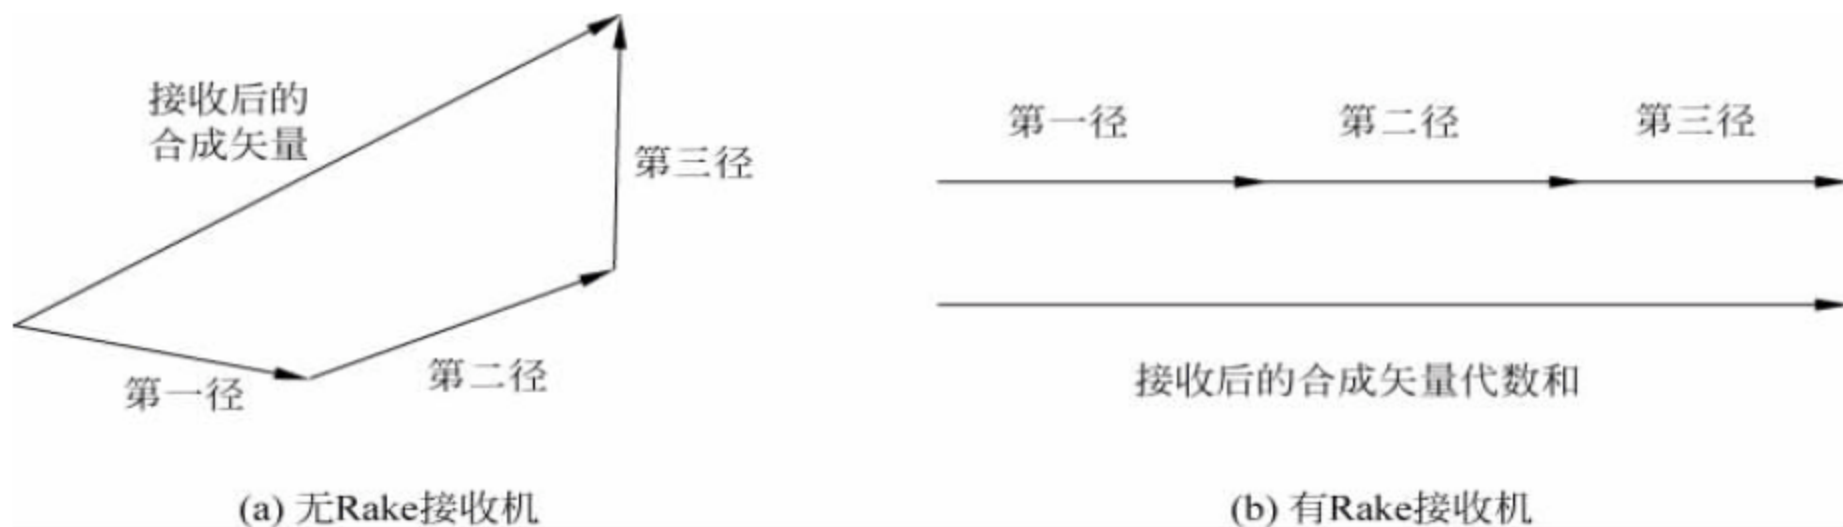 接收后的
合成矢量
第三径
第一径
第二径
(a) 无Rake接收机
第一径
第二径
第三径
接收后的合成矢量代数和
(b) 有Rake接收机